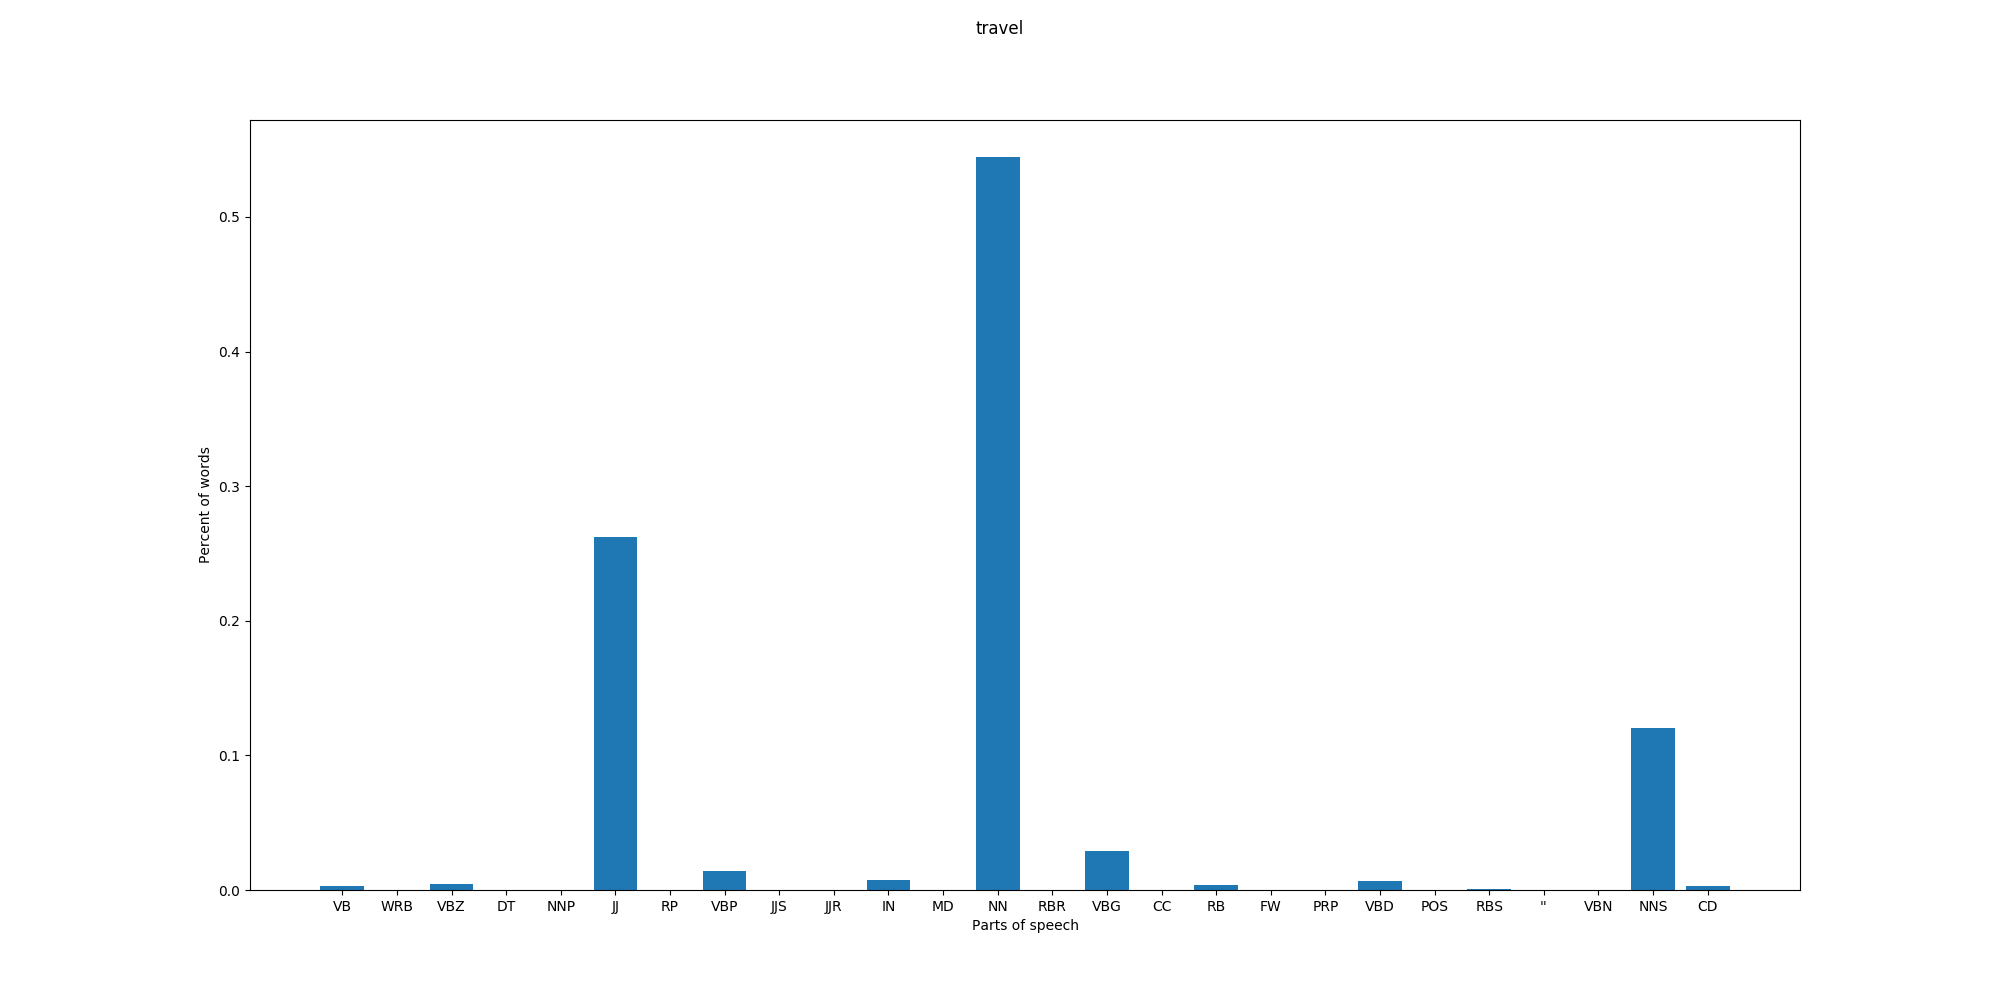 travel
0.5
0.4
0.3
0.2
0.1
0.0
Percent of words
VB WRB VBZ DT NNP JJ RP VBP JJS JJR IN MD NN RBR VBG CC RB FW PRP VBD POS RBS '' VBN NNS CD
Parts of speech